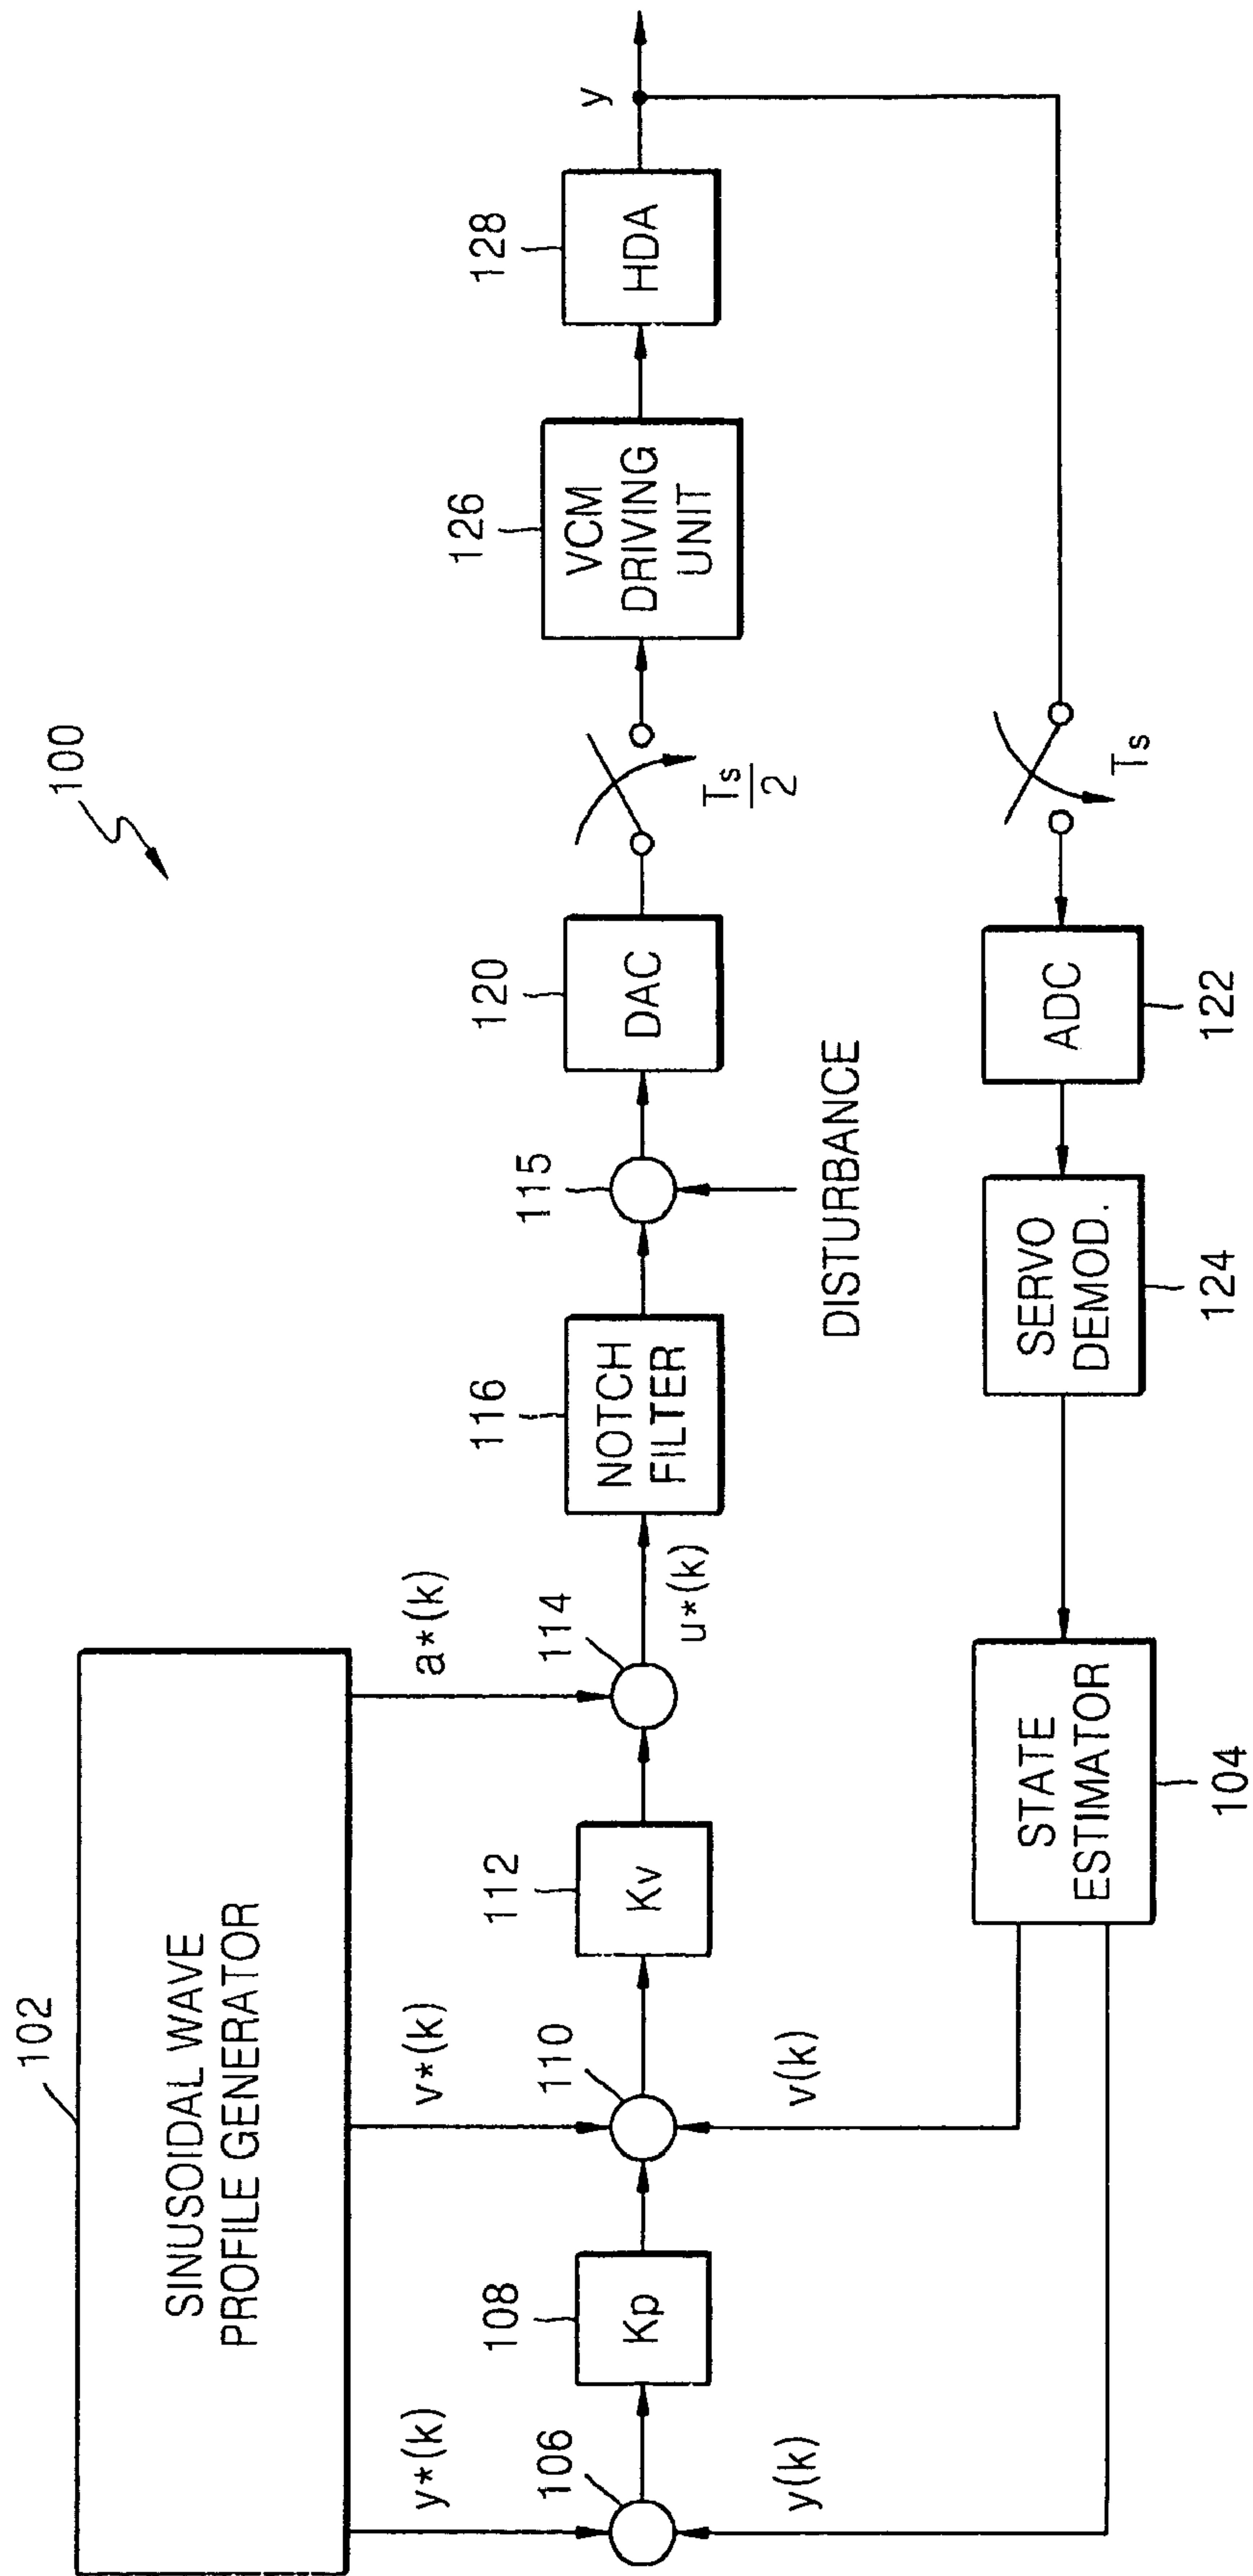 100
102
SINUSOIDAL WAVE
PROFILE GENERATOR
y*(k)
v*(k)
a*(k)
106
108
Kp
110
112
Kv
114
u*(k)
116
NOTCH
FILTER
115
DISTURBANCE
120
DAC
Ts
2
126
VCM
DRIVING
UNIT
128
HDA
y
y(k)
v(k)
STATE
ESTIMATOR
104
SERVO
DEMOD.
124
ADC
122
Ts